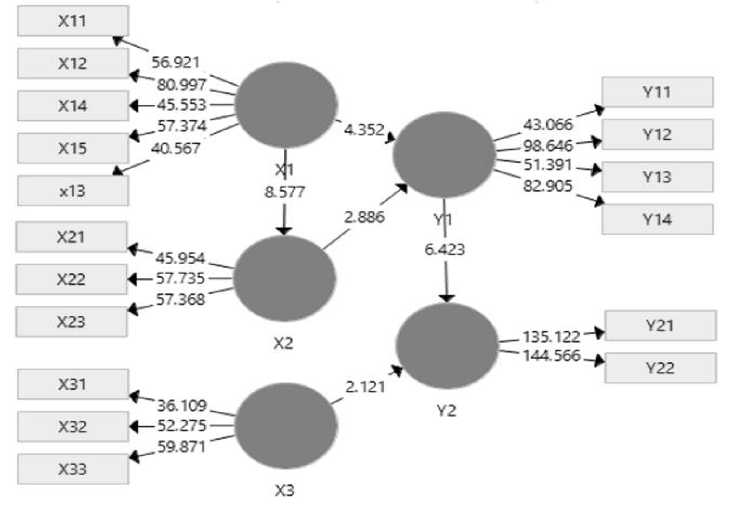 X11
X12
X14
X15
x13
56.921
80.997
45.553
57.374
40.567
X1
4.352
8.577
X21
X22
X23
45.954
57.735
57.368
X2
2.886
X31
X32
X33
36.109
52.275
59.871
X3
2.121
Y1
6.423
43.066
98.646
51.391
82.905
Y11
Y12
Y13
Y14
Y2
135.122
144.566
Y21
Y22